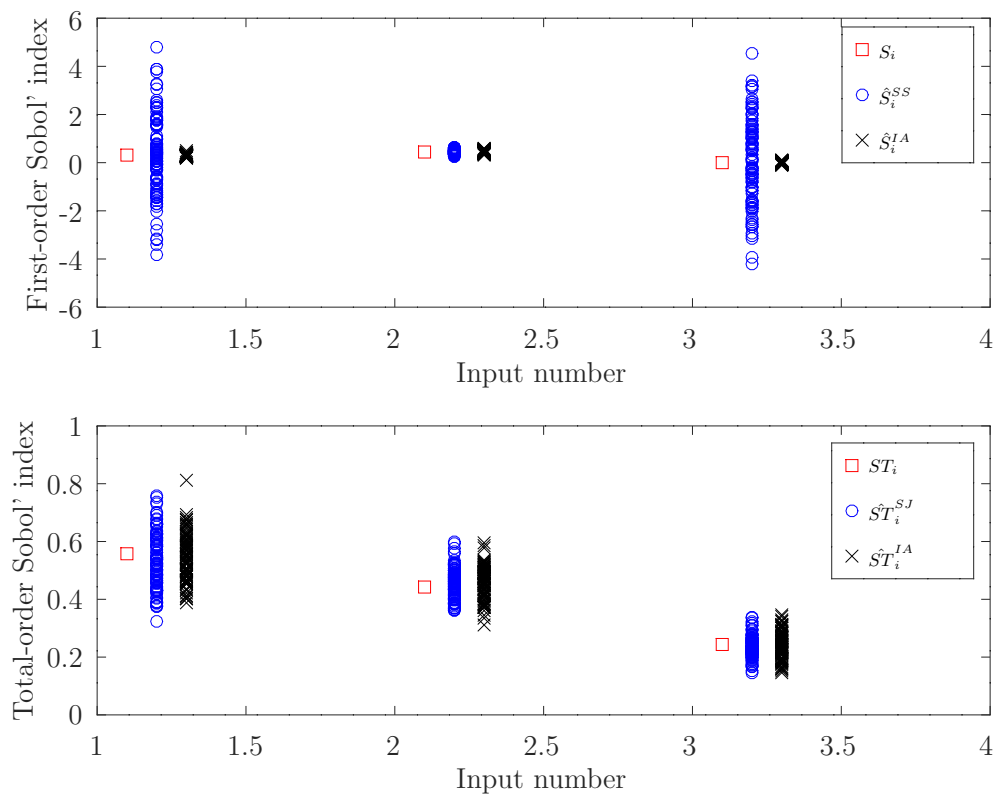 6
4
2
0
-2
-4
-6
First-order Sobol' index
1
1.5
2
2.5
3
3.5
4
Input number
S_i
Ŝ_i^{SS}
Ŝ_i^{IA}
1
0.8
0.6
0.4
0.2
0
Total-order Sobol' index
1
1.5
2
2.5
3
3.5
4
Input number
ST_i
ŜT_i^{SJ}
ŜT_i^{IA}